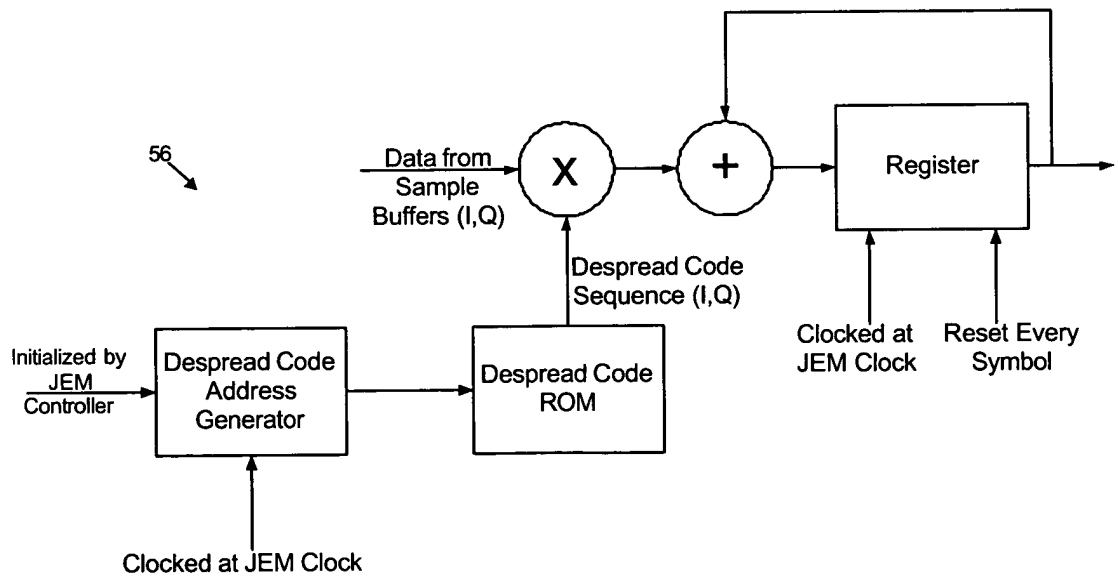 56
Data from
Sample
Buffers (I,Q)
X
+
Register
Despread Code
Sequence (I,Q)
Clocked at
JEM Clock
Reset Every
Symbol
Initialized by
JEM
Controller
Despread Code
Address
Generator
Despread Code
ROM
Clocked at JEM Clock